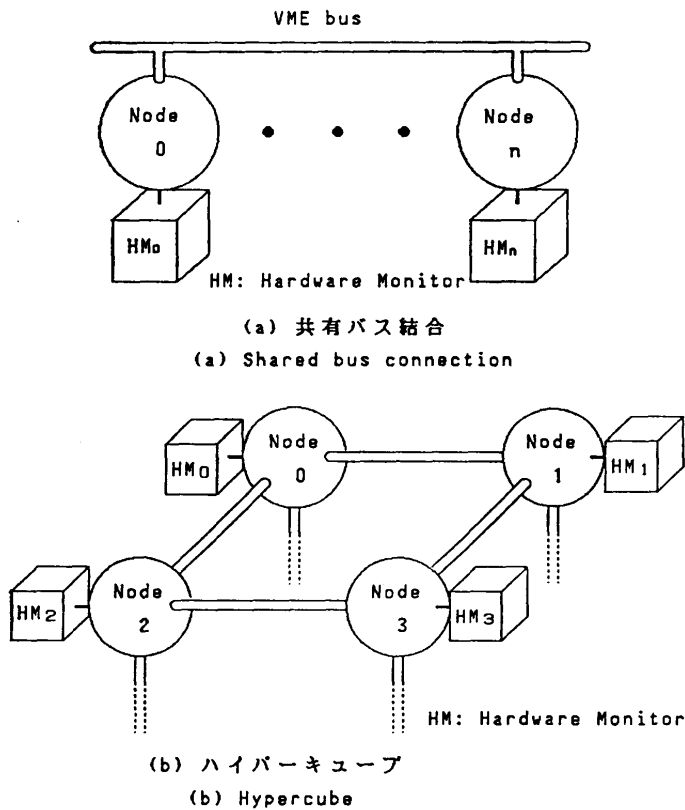 VME bus
Node 0
Node n
HM0
HMn
HM: Hardware Monitor
(a) 共有バス結合
(a) Shared bus connection
Node 0
Node 1
HM0
HM1
Node 2
Node 3
HM2
HM3
HM: Hardware Monitor
(b) ハイパーキューブ
(b) Hypercube